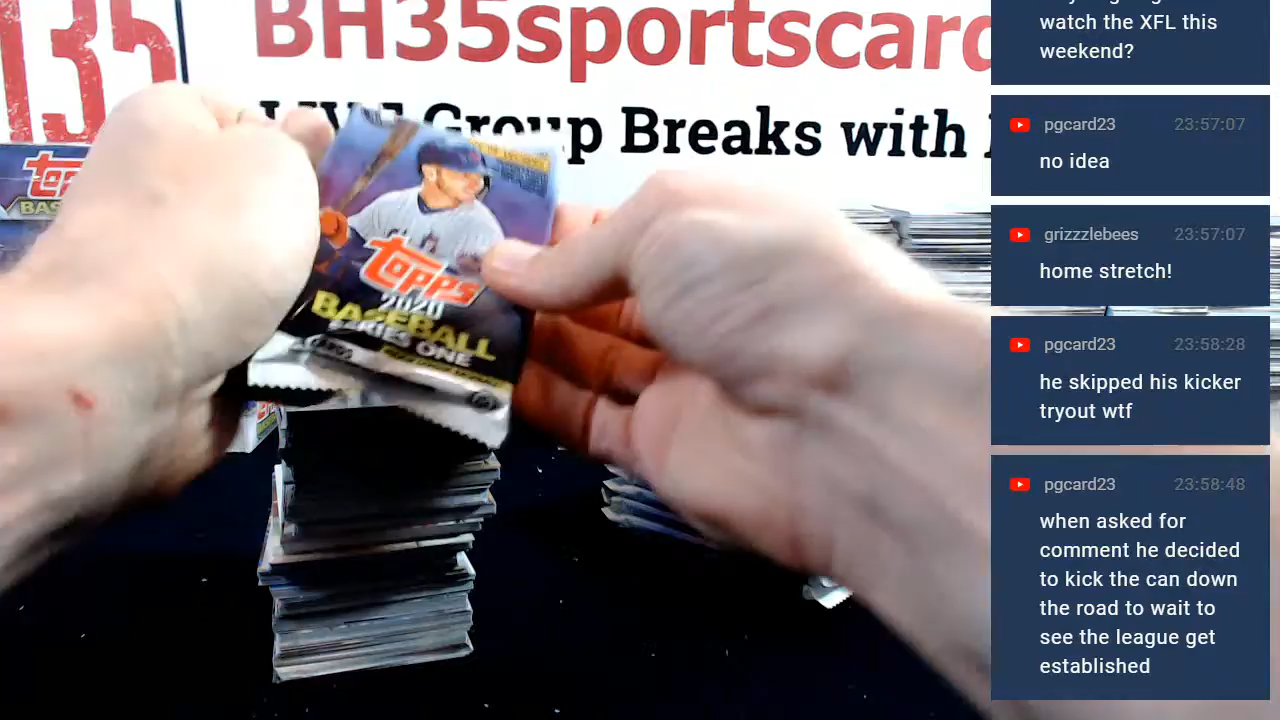 135
BH35sportscard
LIVE Group Breaks with
topps
2020
BASEBALL
SERIES ONE
watch the XFL this
weekend?
pgcard23 23:57:07
no idea
grizzzlebees 23:57:07
home stretch!
pgcard23 23:58:28
he skipped his kicker
tryout wtf
pgcard23 23:58:48
when asked for
comment he decided
to kick the can down
the road to wait to
see the league get
established